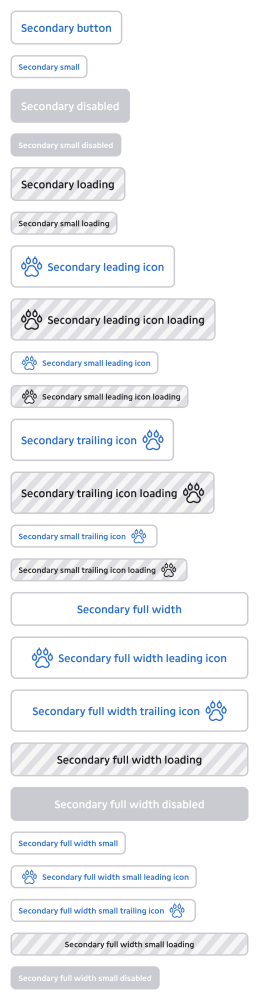 Secondary button
Secondary small
Secondary disabled
Secondary small disabled
Secondary loading
Secondary small loading
Secondary leading icon
Secondary leading icon loading
Secondary small leading icon
Secondary small leading icon loading
Secondary trailing icon
Secondary trailing icon loading
Secondary small trailing icon
Secondary small trailing icon loading
Secondary full width
Secondary full width leading icon
Secondary full width trailing icon
Secondary full width loading
Secondary full width disabled
Secondary full width small
Secondary full width small leading icon
Secondary full width small trailing icon
Secondary full width small loading
Secondary full width small disabled